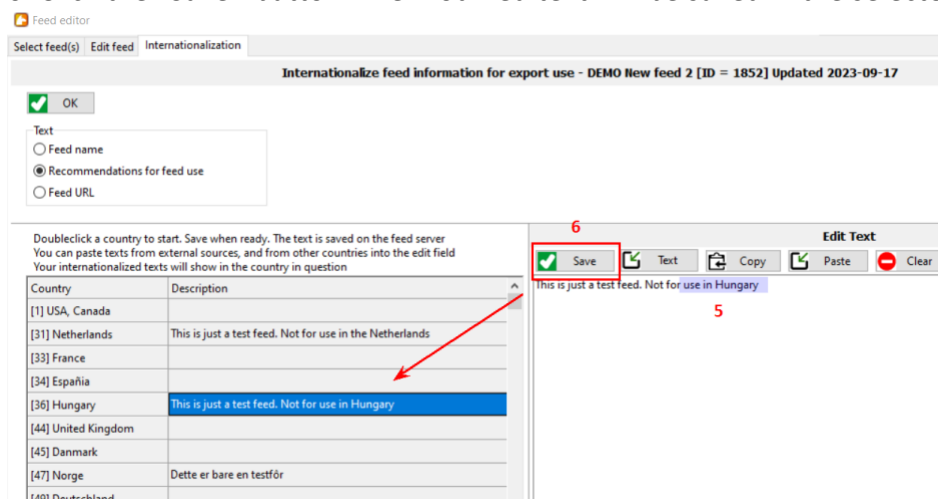 Feed editor
Select feed(s) Edit feed Internationalization
Internationalize feed information for export use - DEMO New feed 2 [ID = 1852] Updated 2023-09-17
OK
Text
Feed name
Recommendations for feed use
Feed URL
6
Doubleclick a country to start. Save when ready. The text is saved on the feed server
You can paste texts from external sources, and from other countries into the edit field
Your internationalized texts will show in the country in question
Edit Text
Save Text Copy Paste Clear
This is just a test feed. Not for use in Hungary
5
Country Description
[1] USA, Canada
[31] Netherlands This is just a test feed. Not for use in the Netherlands
[33] France
[34] España
[36] Hungary This is just a test feed. Not for use in Hungary
[44] United Kingdom
[45] Danmark
[47] Norge Dette er bare en testfôr
[49] Deutschland